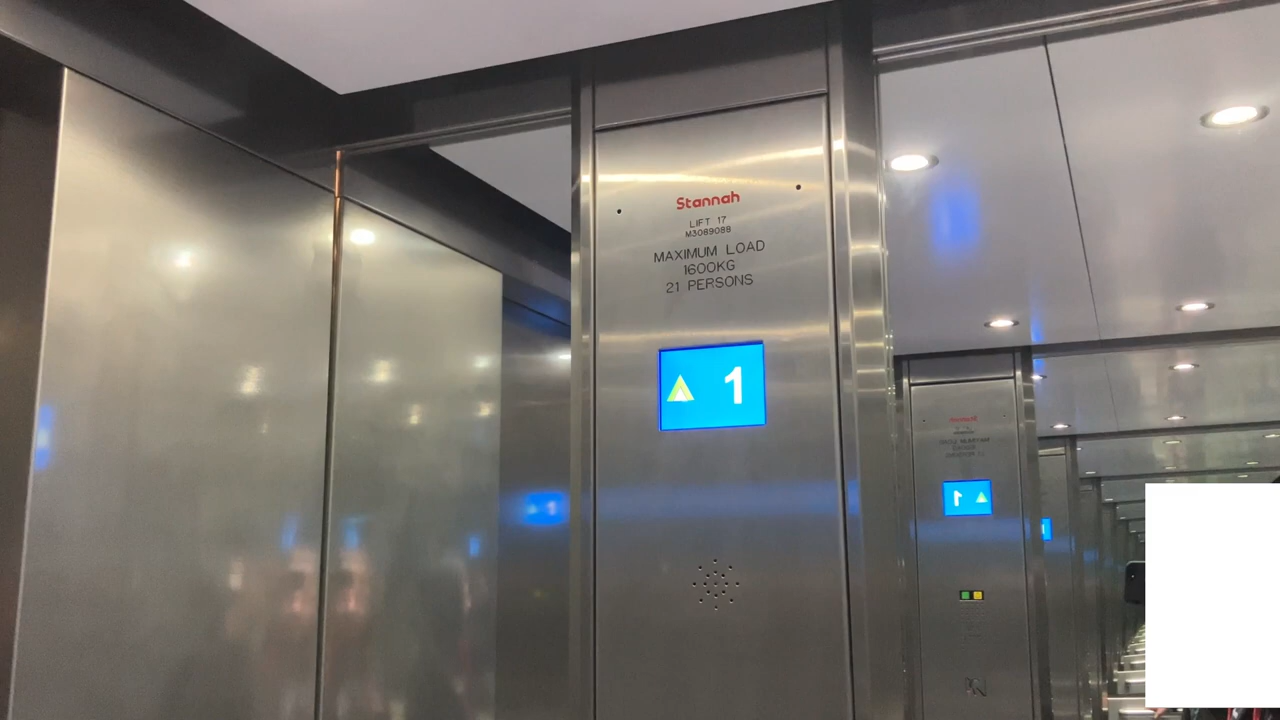 Stannah
LIFT 17
M3089088
MAXIMUM LOAD
1600KG
21 PERSONS
1